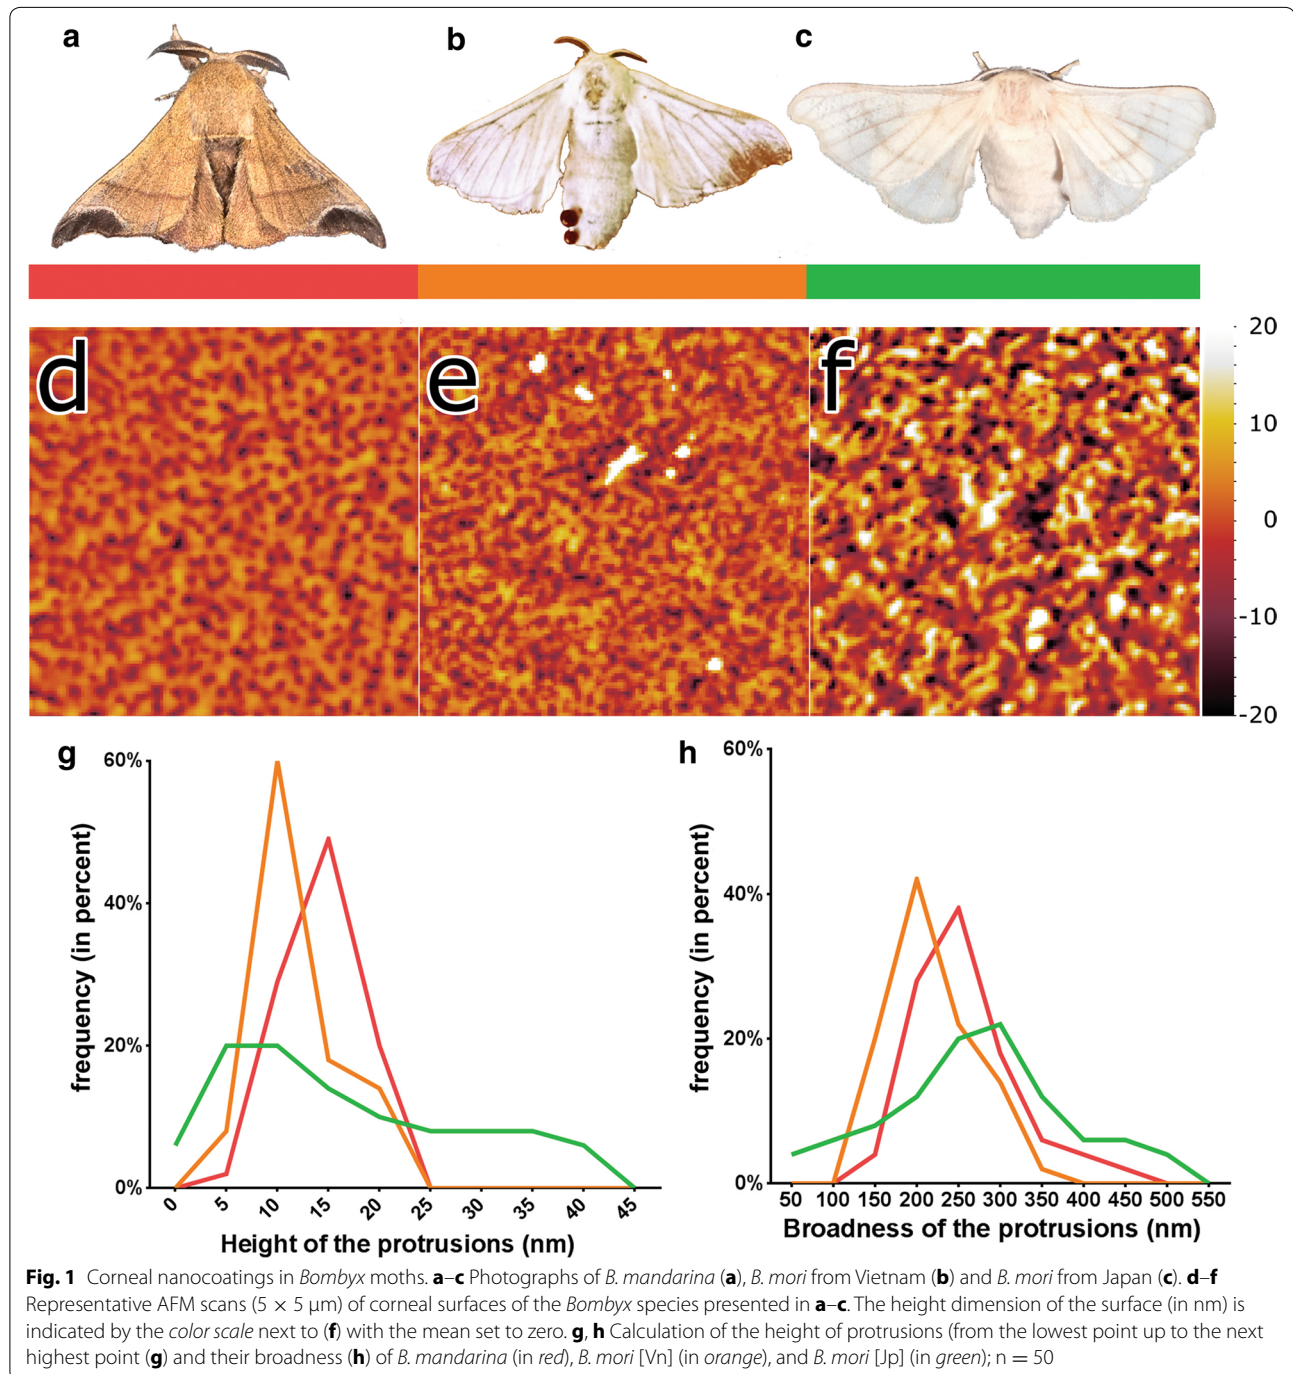 a
b
c
d
e
f
20
10
0
-10
-20
g
60%
40%
20%
0%
frequency (in percent)
0 5 10 15 20 25 30 35 40 45
Height of the protrusions (nm)
h
60%
40%
20%
0%
frequency (in percent)
50 100 150 200 250 300 350 400 450 500 550
Broadness of the protrusions (nm)
Fig. 1 Corneal nanocoatings in Bombyx moths. a–c Photographs of B. mandarina (a), B. mori from Vietnam (b) and B. mori from Japan (c). d–f
Representative AFM scans (5 × 5 μm) of corneal surfaces of the Bombyx species presented in a–c. The height dimension of the surface (in nm) is
indicated by the color scale next to (f) with the mean set to zero. g, h Calculation of the height of protrusions (from the lowest point up to the next
highest point (g) and their broadness (h) of B. mandarina (in red), B. mori [Vn] (in orange), and B. mori [Jp] (in green); n = 50